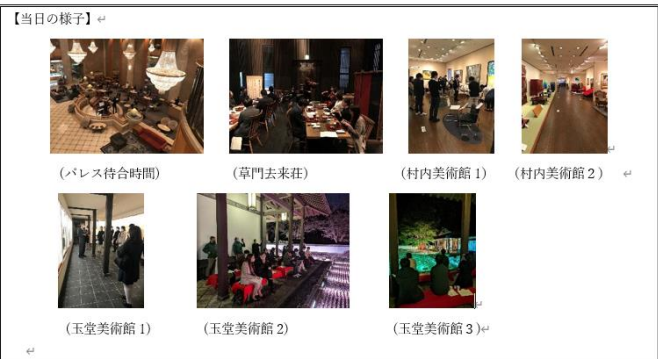 【当日の様子】
(パレス待合時間)
(草門去来荘)
(村内美術館 1)
(村内美術館 2)
(玉堂美術館 1)
(玉堂美術館 2)
(玉堂美術館 3)